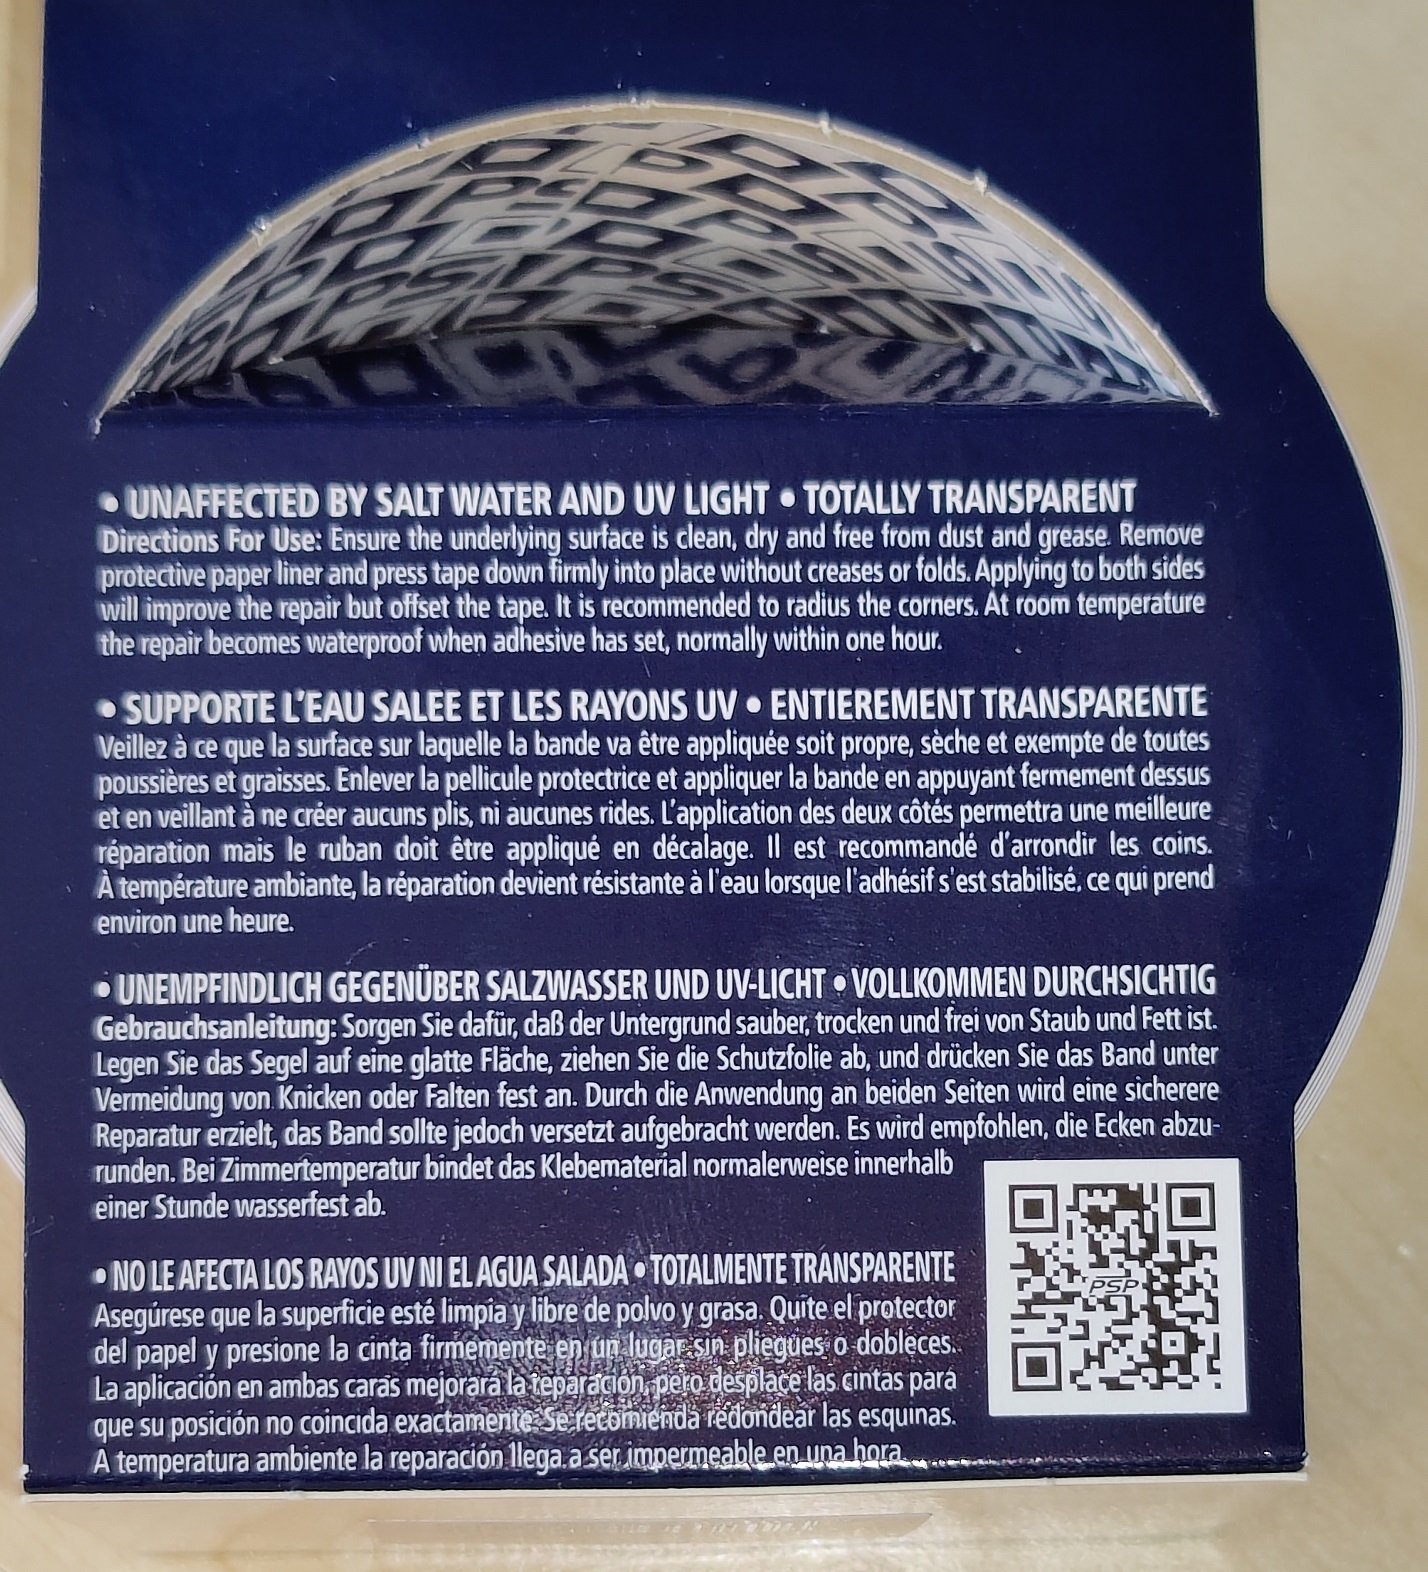 • UNAFFECTED BY SALT WATER AND UV LIGHT • TOTALLY TRANSPARENT
Directions For Use: Ensure the underlying surface is clean, dry and free from dust and grease. Remove
protective paper liner and press tape down firmly into place without creases or folds. Applying to both sides
will improve the repair but offset the tape. It is recommended to radius the corners. At room temperature
the repair becomes waterproof when adhesive has set, normally within one hour.
• SUPPORTE L'EAU SALEE ET LES RAYONS UV • ENTIEREMENT TRANSPARENTE
Veillez à ce que la surface sur laquelle la bande va être appliquée soit propre, sèche et exempte de toutes
poussières et graisses. Enlever la pellicule protectrice et appliquer la bande en appuyant fermement dessus
et en veillant à ne créer aucuns plis, ni aucunes rides. L'application des deux côtés permettra une meilleure
réparation mais le ruban doit être appliqué en décalage. Il est recommandé d'arrondir les coins.
À température ambiante, la réparation devient résistante à l'eau lorsque l'adhésif s'est stabilisé, ce qui prend
environ une heure.
• UNEMPFINDLICH GEGENÜBER SALZWASSER UND UV-LICHT • VOLLKOMMEN DURCHSICHTIG
Gebrauchsanleitung: Sorgen Sie dafür, daß der Untergrund sauber, trocken und frei von Staub und Fett ist.
Legen Sie das Segel auf eine glatte Fläche, ziehen Sie die Schutzfolie ab, und drücken Sie das Band unter
Vermeidung von Knicken oder Falten fest an. Durch die Anwendung an beiden Seiten wird eine sicherere
Reparatur erzielt, das Band sollte jedoch versetzt aufgebracht werden. Es wird empfohlen, die Ecken abzu-
runden. Bei Zimmertemperatur bindet das Klebematerial normalerweise innerhalb
einer Stunde wasserfest ab.
• NO LE AFECTA LOS RAYOS UV NI EL AGUA SALADA • TOTALMENTE TRANSPARENTE
Asegúrese que la superficie esté limpia y libre de polvo y grasa. Quite el protector
del papel y presione la cinta firmemente en un lugar sin pliegues o dobleces.
La aplicación en ambas caras mejorara la reparación, pero desplace las cintas para
que su posición no coincida exactamente. Se recomienda redondear las esquinas.
A temperatura ambiente la reparación llega a ser impermeable en una hora.
PSP